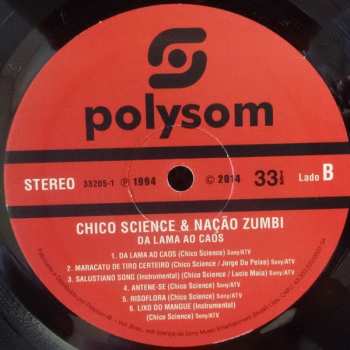 polysom
STEREO 33205-1 ℗ 1994 © 2014 33⅓ Lado B
CHICO SCIENCE & NAÇÃO ZUMBI
DA LAMA AO CAOS
1. DA LAMA AO CAOS (Chico Science) Sony/ATV
2. MARACATU DE TIRO CERTEIRO (Chico Science / Jorge Du Peixe) Sony/ATV
3. SALUSTIANO SONG (Instrumental) (Chico Science / Lucio Maia) Sony/ATV
4. ANTENE-SE (Chico Science) Sony/ATV
5. RISOFLORA (Chico Science) Sony/ATV
6. LIXO DO MANGUE (Instrumental)
(Chico Science) Sony/ATV